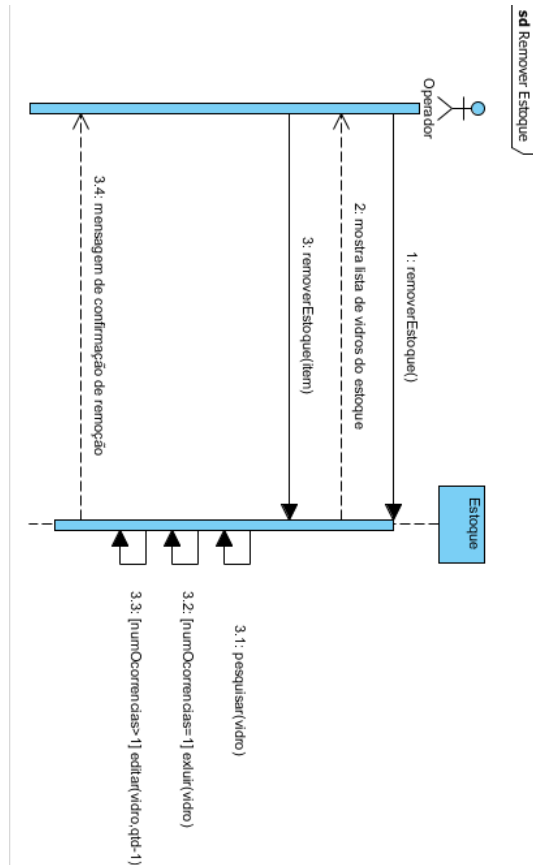 sd Remover Estoque
Operador
Estoque
1: removerEstoque()
2: mostra lista de vidros do estoque
3: removerEstoque(item)
3.1: pesquisar(vidro)
3.2: [numOcorrencias=1] exluir(vidro)
3.3: [numOcorrencias>1] editar(vidro,qtd-1)
3.4: mensagem de confirmação de remoção